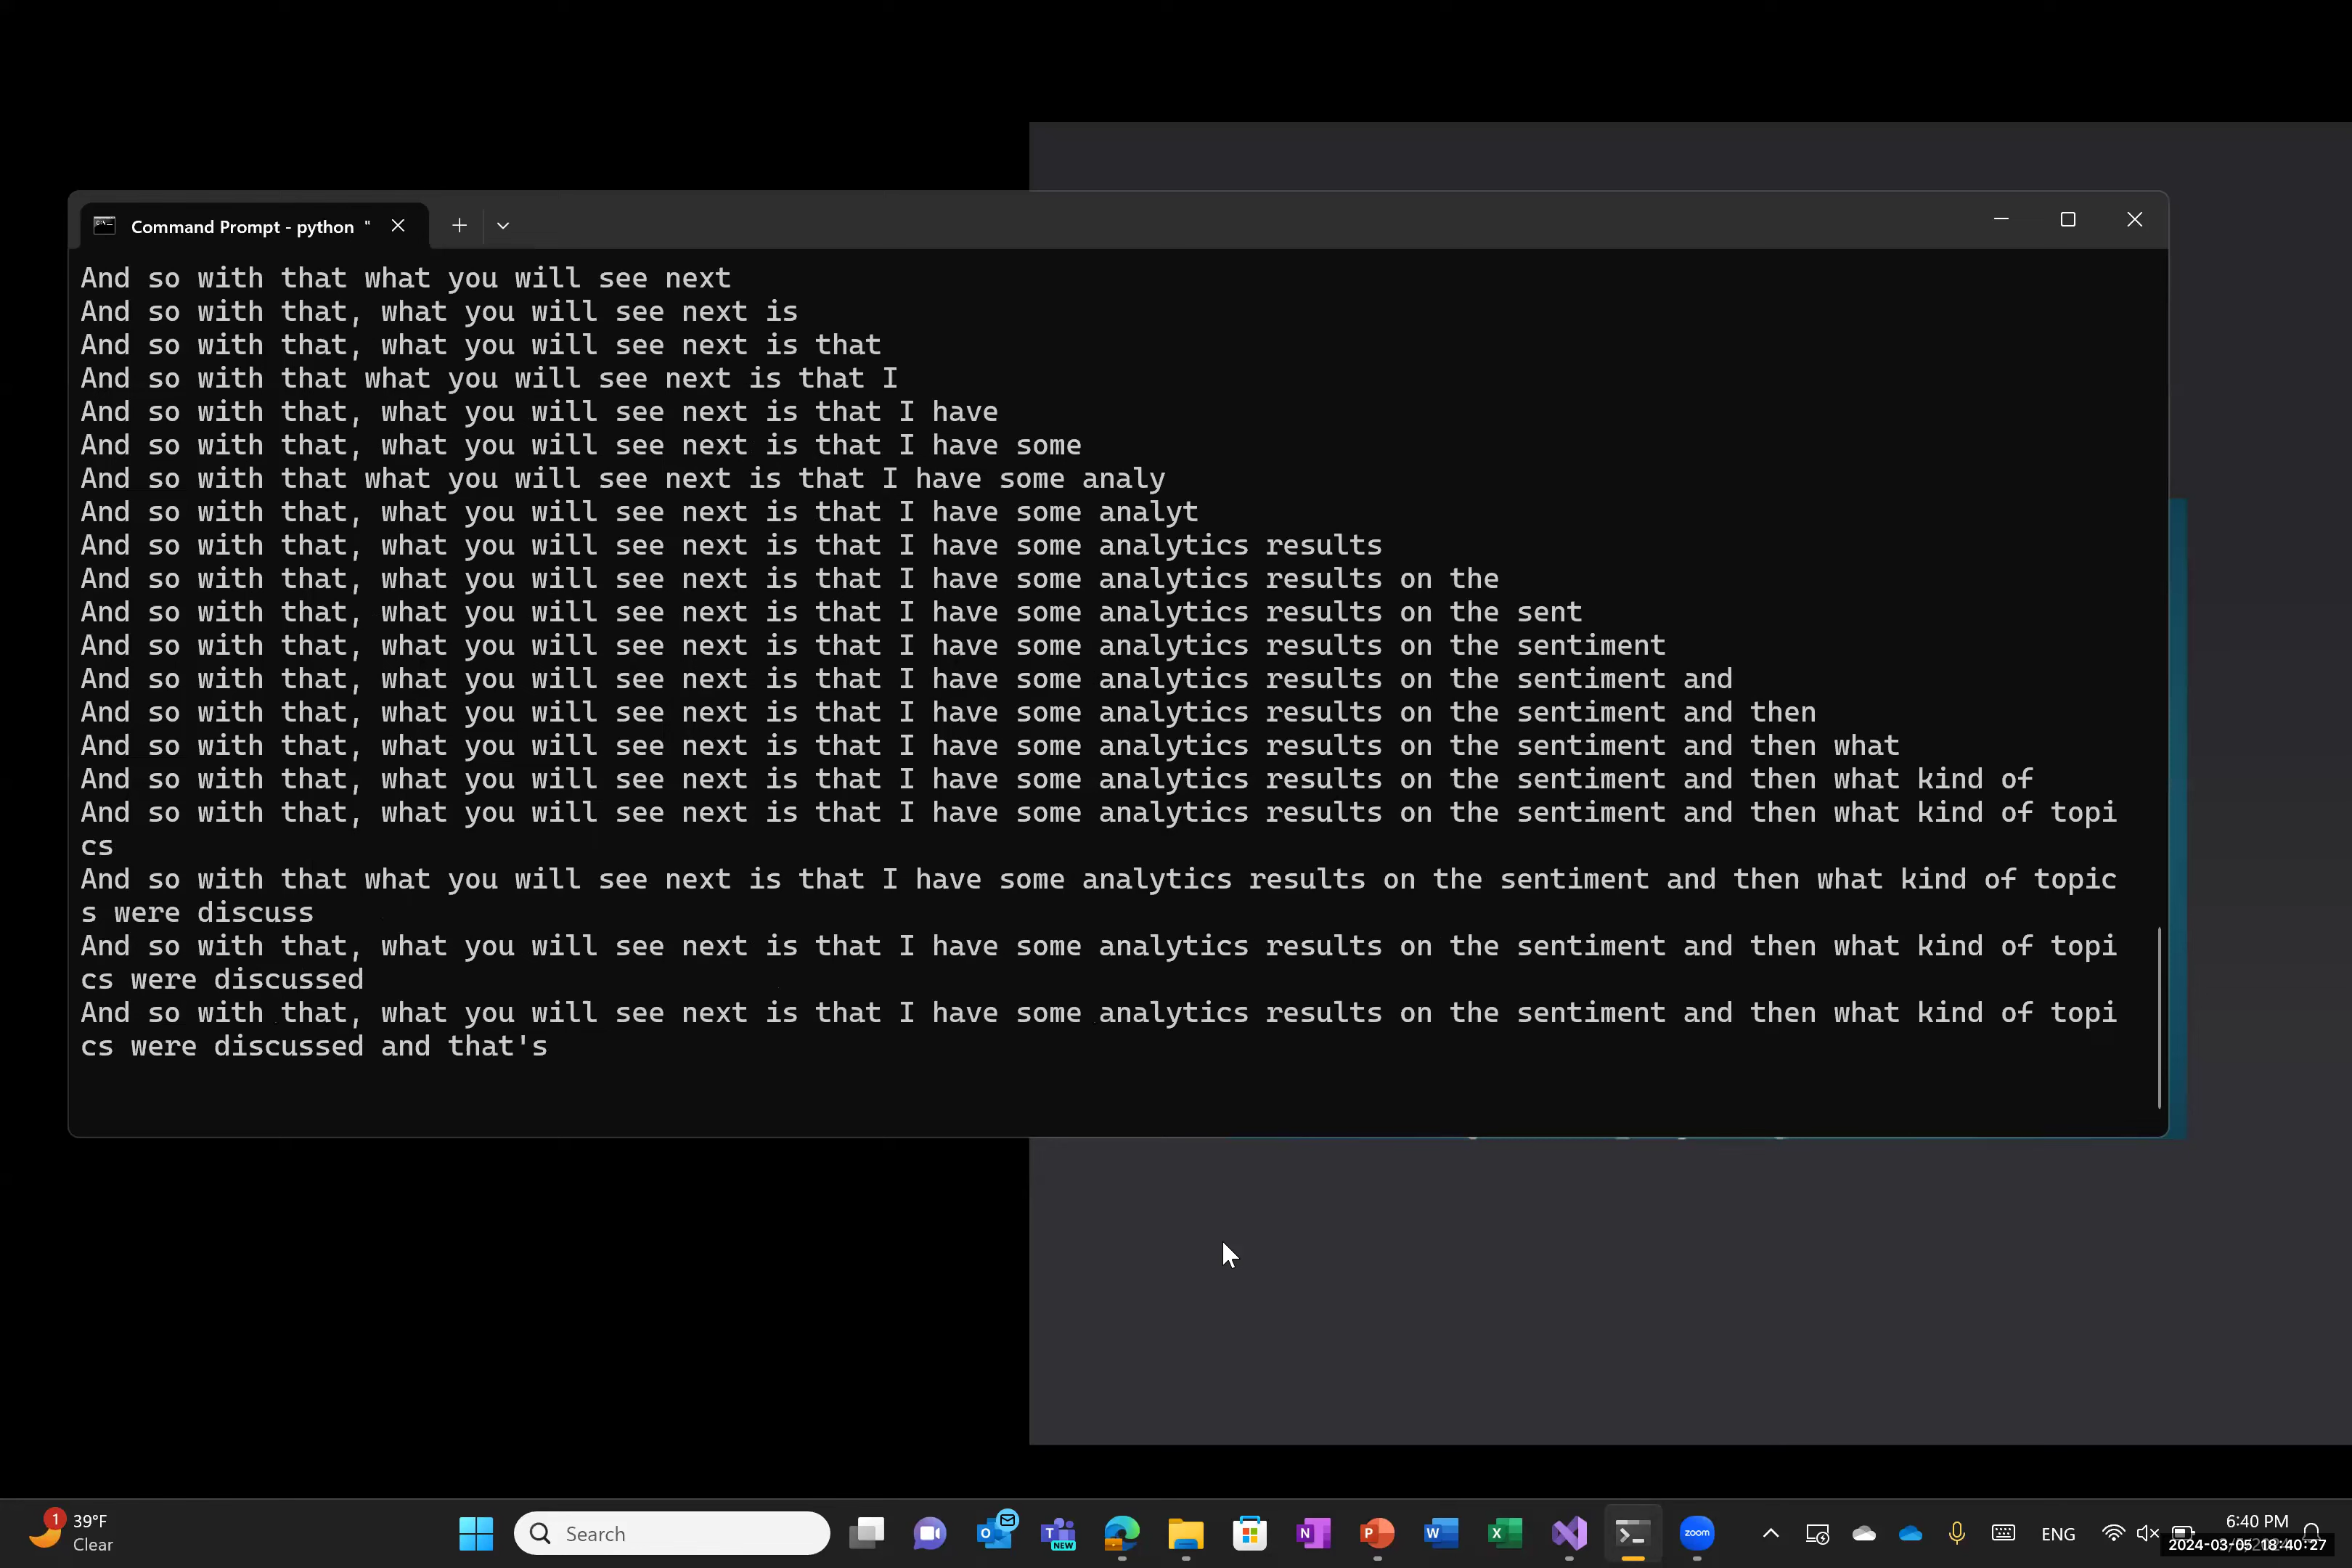 Command Prompt - python "
And so with that what you will see next
And so with that, what you will see next is
And so with that, what you will see next is that
And so with that what you will see next is that I
And so with that, what you will see next is that I have
And so with that, what you will see next is that I have some
And so with that what you will see next is that I have some analy
And so with that, what you will see next is that I have some analyt
And so with that, what you will see next is that I have some analytics results
And so with that, what you will see next is that I have some analytics results on the
And so with that, what you will see next is that I have some analytics results on the sent
And so with that, what you will see next is that I have some analytics results on the sentiment
And so with that, what you will see next is that I have some analytics results on the sentiment and
And so with that, what you will see next is that I have some analytics results on the sentiment and then
And so with that, what you will see next is that I have some analytics results on the sentiment and then what
And so with that, what you will see next is that I have some analytics results on the sentiment and then what kind of
And so with that, what you will see next is that I have some analytics results on the sentiment and then what kind of topi
cs
And so with that what you will see next is that I have some analytics results on the sentiment and then what kind of topic
s were discuss
And so with that, what you will see next is that I have some analytics results on the sentiment and then what kind of topi
cs were discussed
And so with that, what you will see next is that I have some analytics results on the sentiment and then what kind of topi
cs were discussed and that's
1
39°F
Clear
Search
NEW
zoom
ENG
6:40 PM
2024-03-05 18:40:27